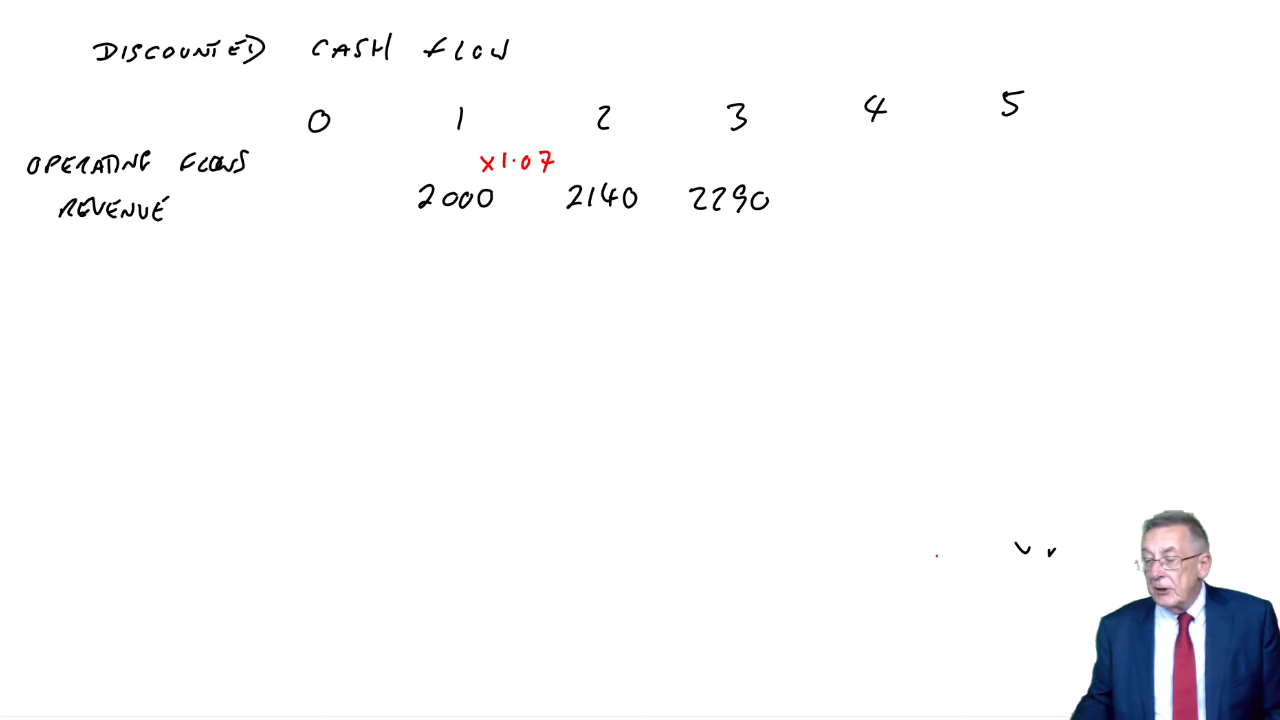 DISCOUNTED CASH FLOW
0 1 2 3 4 5
OPERATING FLOWS
×1.07
REVENUE 2000 2140 2290